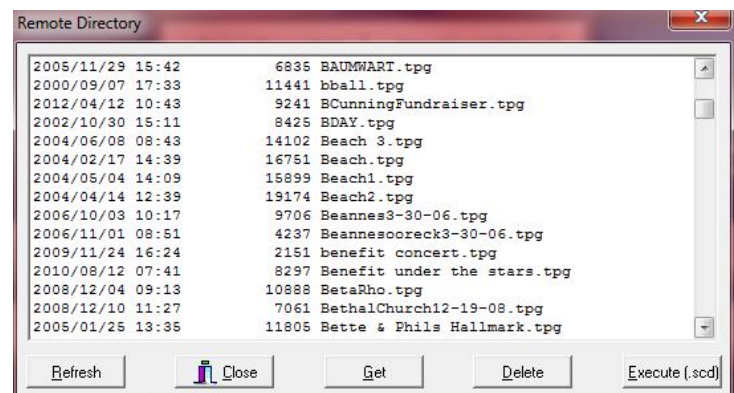 Remote Directory
2005/11/29 15:42 6835 BAUMWART.tpg
2000/09/07 17:33 11441 bball.tpg
2012/04/12 10:43 9241 BCunningFundraiser.tpg
2002/10/30 15:11 8425 BDAY.tpg
2004/06/08 08:43 14102 Beach 3.tpg
2004/02/17 14:39 16751 Beach.tpg
2004/05/04 14:09 15899 Beach1.tpg
2004/04/14 12:39 19174 Beach2.tpg
2006/10/03 10:17 9706 Beannes3-30-06.tpg
2006/11/01 08:51 4237 Beannesooreck3-30-06.tpg
2009/11/24 16:24 2151 benefit concert.tpg
2010/08/12 07:41 8297 Benefit under the stars.tpg
2008/12/04 09:13 10888 BetaRho.tpg
2008/12/10 11:27 7061 BethalChurch12-19-08.tpg
2005/01/25 13:35 11805 Bette & Phils Hallmark.tpg
Refresh Close Get Delete Execute (.scd)